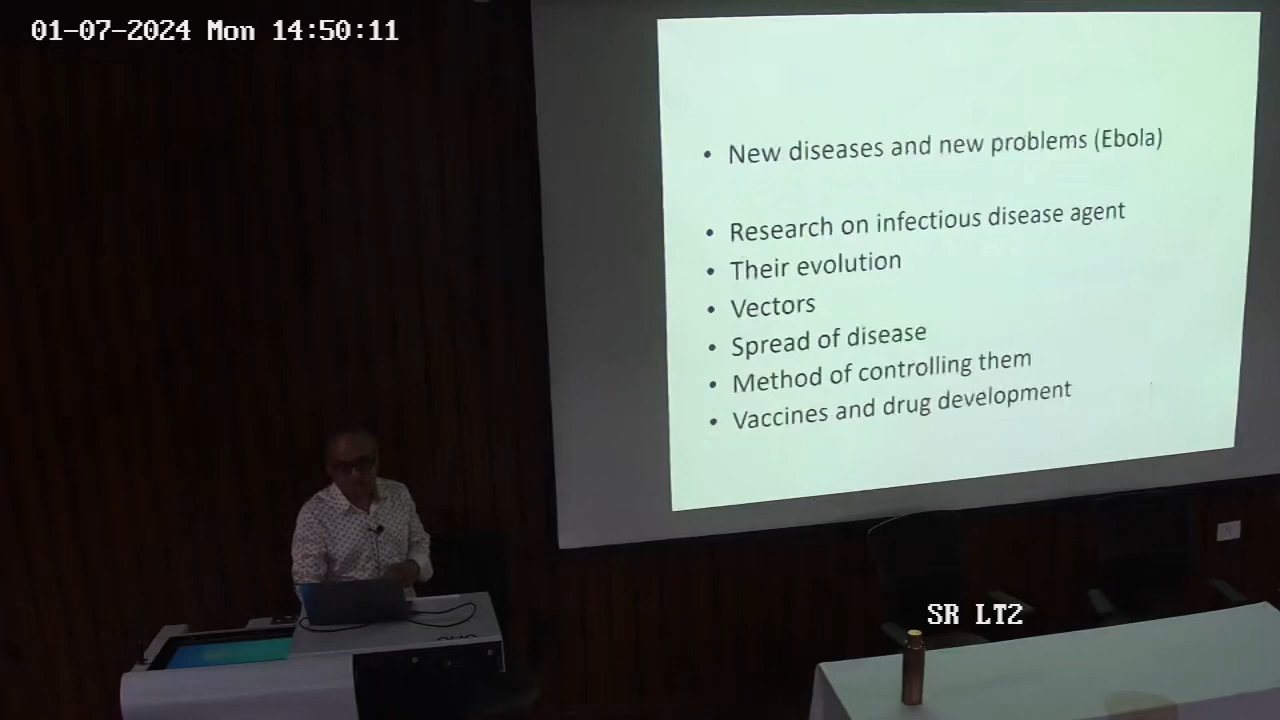 01-07-2024 Mon 14:50:11
• New diseases and new problems (Ebola)
• Research on infectious disease agent
• Their evolution
• Vectors
• Spread of disease
• Method of controlling them
• Vaccines and drug development
SR LT2